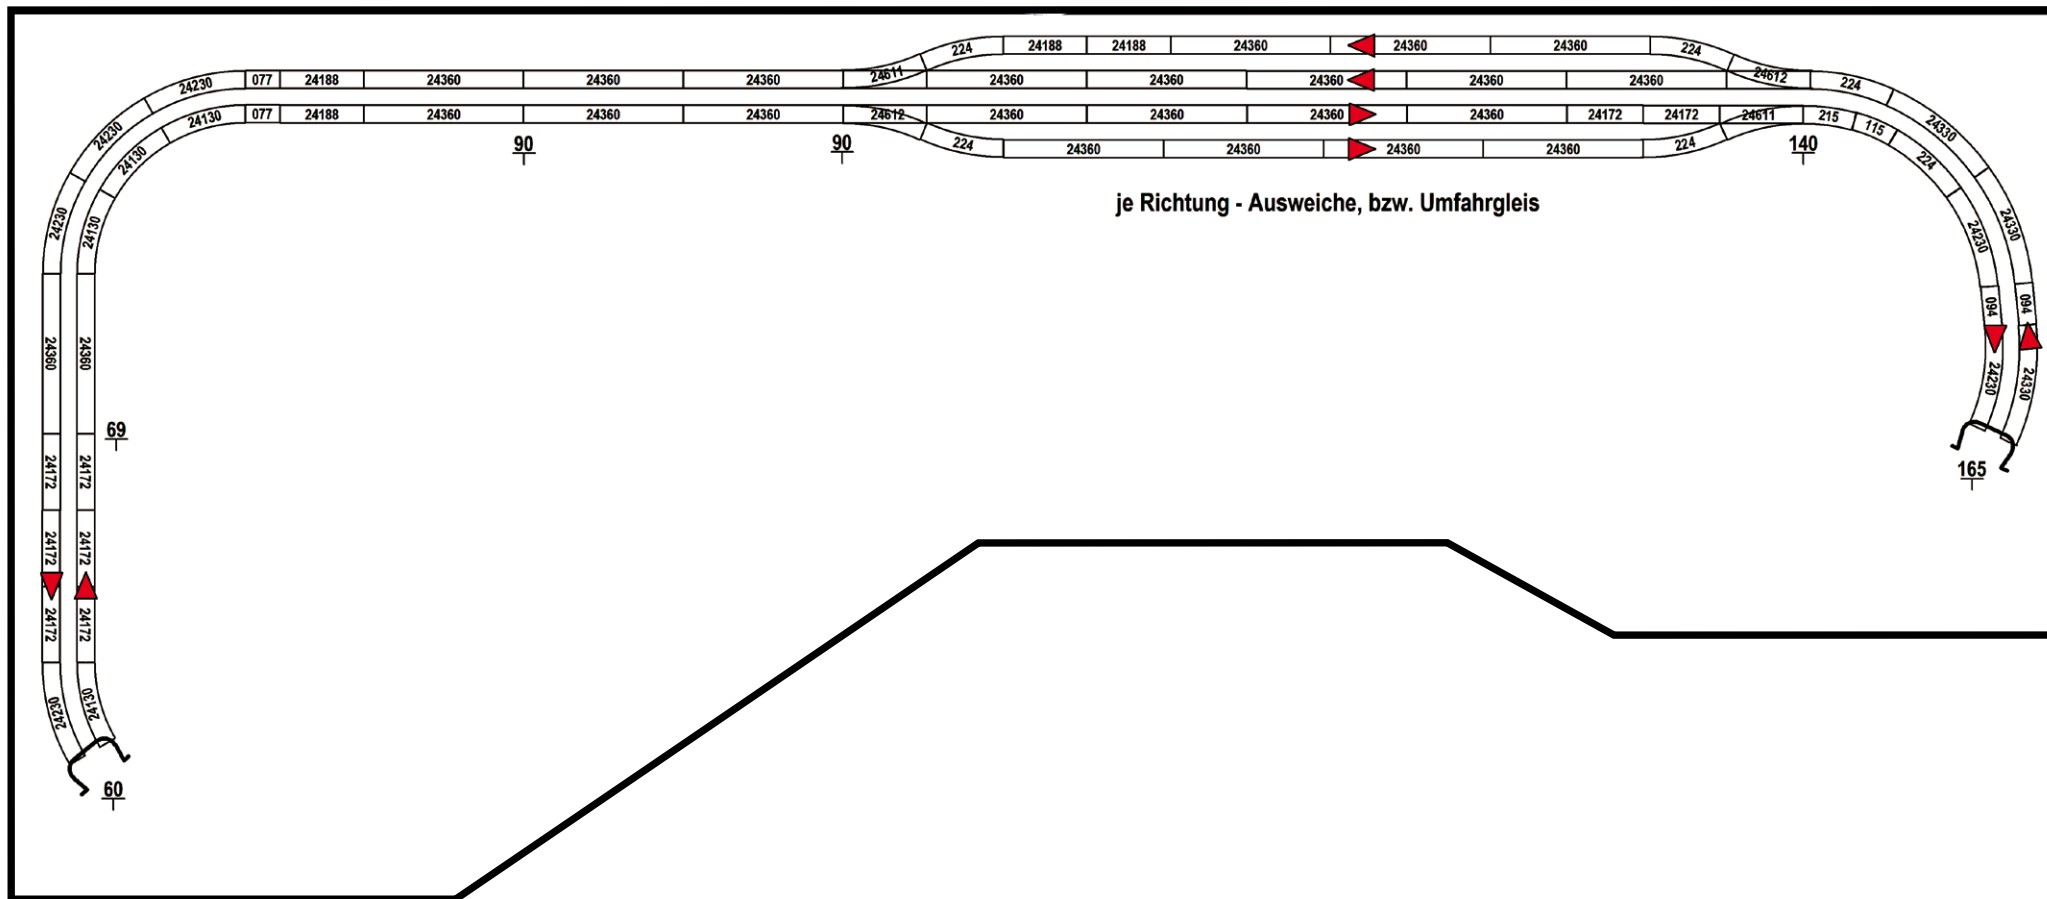 224 24188 24188 24360 24360 24360 224
24230 077 24188 24360 24360 24360 24611 24360 24360 24360 24360 24360 24612 224
24130 077 24188 24360 24360 24360 24612 24360 24360 24360 24360 24172 24172 24611 215 115
24230 24130 90 90 224 24360 24360 24360 24360 224 140 224 24330
je Richtung - Ausweiche, bzw. Umfahrgleis
24230 24130 24230 24330
094 094
24360 24360 24230 24330
69
165
24172 24172
24172 24172
24172 24172
24230 24130
60